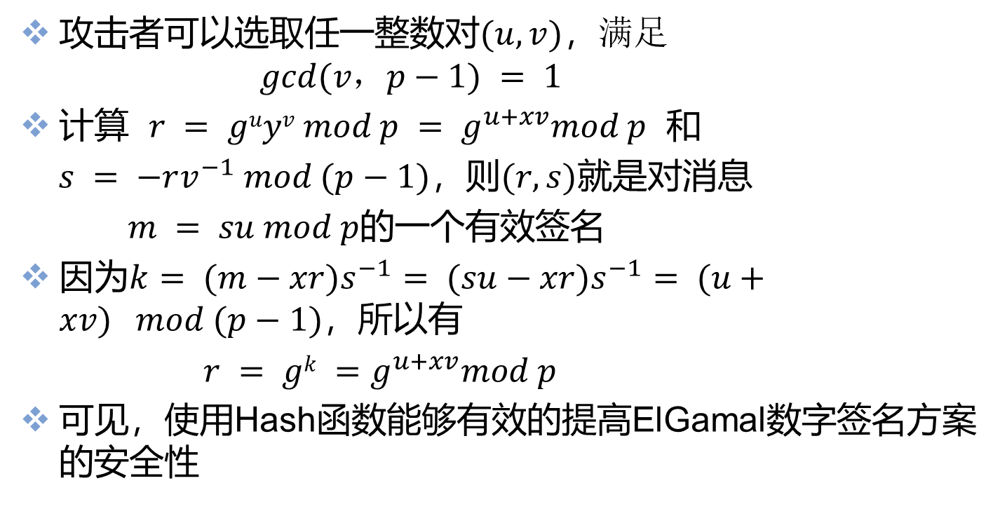 ❖ 攻击者可以选取任一整数对(u, v)，满足
gcd(v，p − 1) = 1
❖ 计算 r = gᵘyᵛ mod p = g^{u+xv} mod p 和
s = −rv⁻¹ mod (p − 1)，则(r, s)就是对消息
m = su mod p的一个有效签名
❖ 因为k = (m − xr)s⁻¹ = (su − xr)s⁻¹ = (u +
xv) mod (p − 1)，所以有
r = gᵏ = g^{u+xv} mod p
❖ 可见，使用Hash函数能够有效的提高ElGamal数字签名方案
的安全性